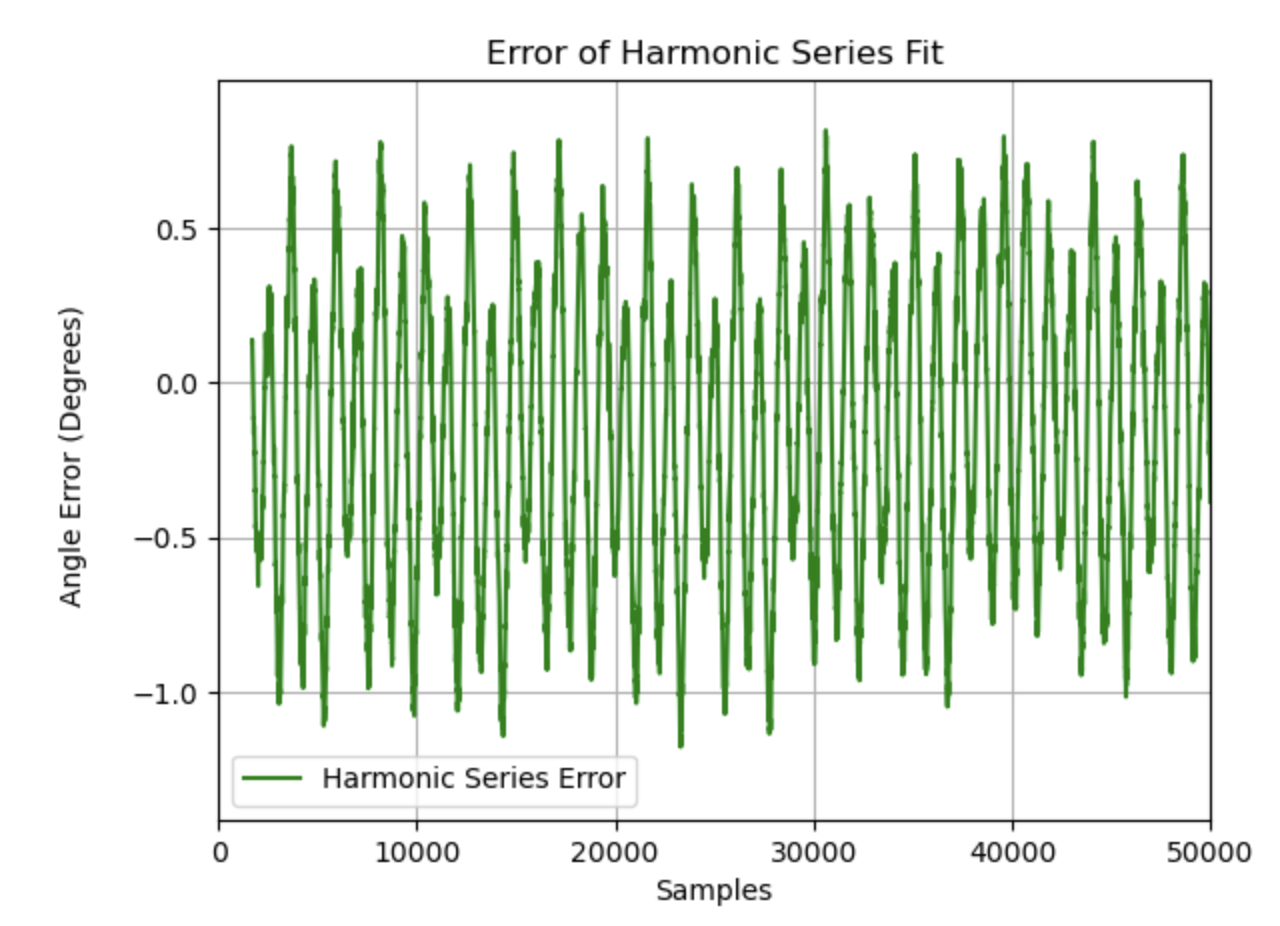 Error of Harmonic Series Fit
Angle Error (Degrees)
0.5
0.0
−0.5
−1.0
Harmonic Series Error
0 10000 20000 30000 40000 50000
Samples